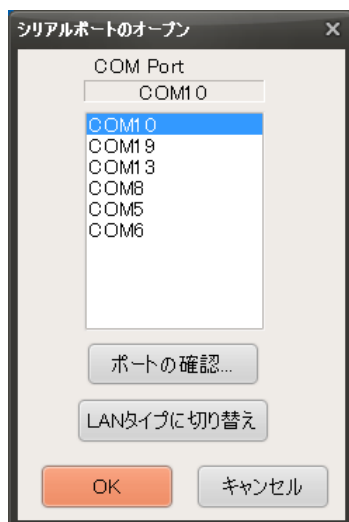 シリアルポートのオープン
COM Port
COM10
COM10
COM19
COM13
COM8
COM5
COM6
ポートの確認...
LANタイプに切り替え
OK
キャンセル